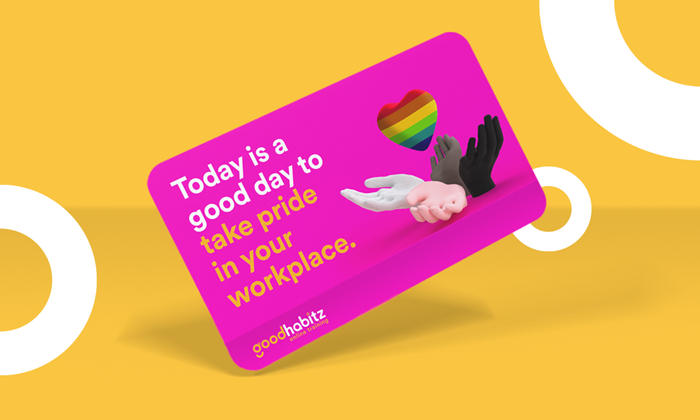 Today is a
good day to
take pride
in your
workplace.
goodhabitz
online training